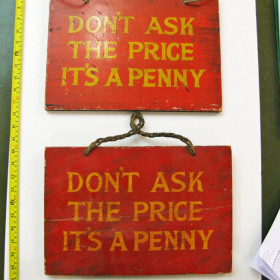 DON'T ASK
THE PRICE
IT'S A PENNY
DON'T ASK
THE PRICE
IT'S A PENNY